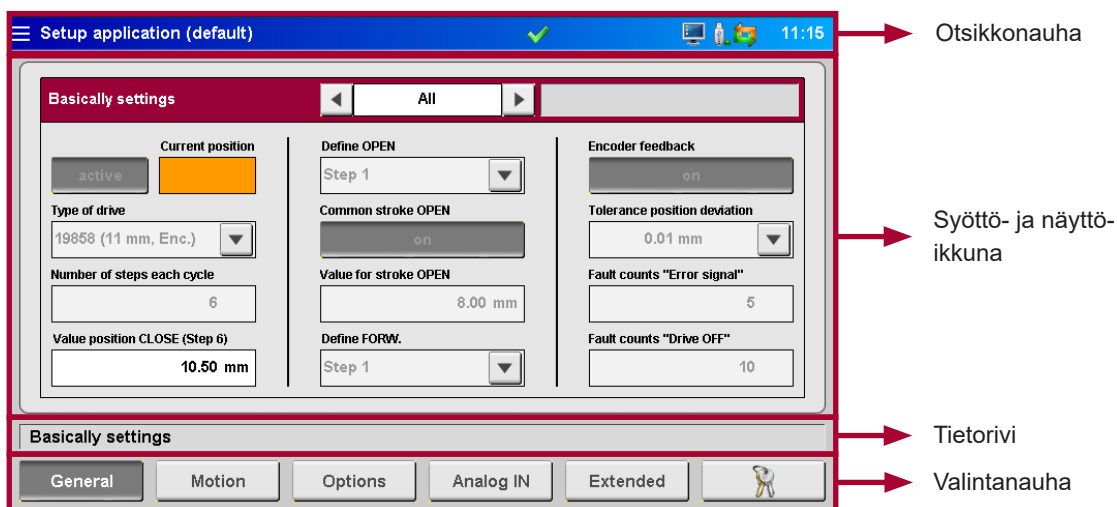 Setup application (default)
11:15
Otsikkonauha
Basically settings
All
Current position
active
Type of drive
19858 (11 mm, Enc.)
Number of steps each cycle
6
Value position CLOSE (Step 6)
10.50 mm
Define OPEN
Step 1
Common stroke OPEN
on
Value for stroke OPEN
8.00 mm
Define FORW.
Step 1
Encoder feedback
on
Tolerance position deviation
0.01 mm
Fault counts "Error signal"
5
Fault counts "Drive OFF"
10
Syöttö- ja näyttö-
ikkuna
Basically settings
Tietorivi
General
Motion
Options
Analog IN
Extended
Valintanauha